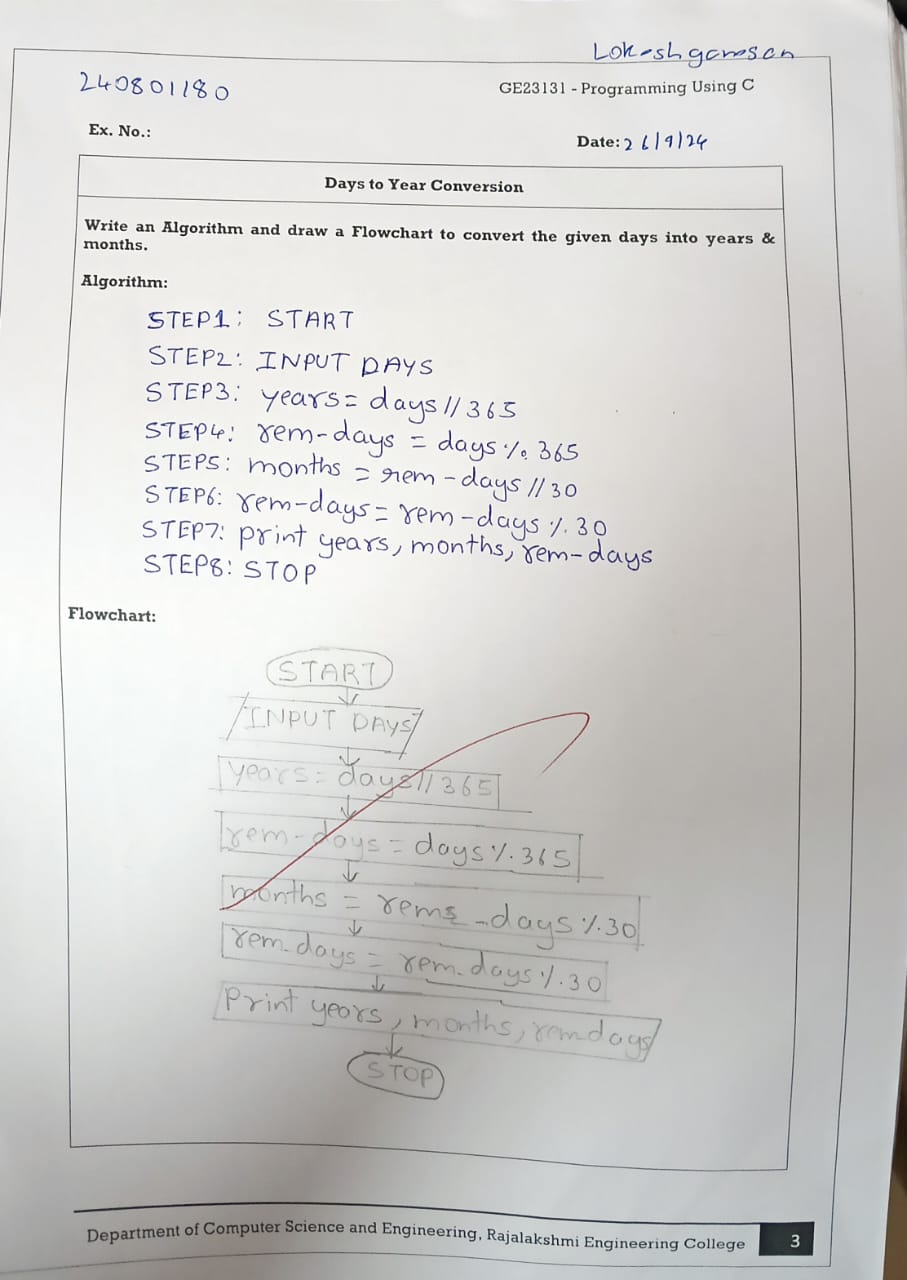 Lokeshganesan
240801180
GE23131 - Programming Using C
Ex. No.:
Date: 26/9/24
Days to Year Conversion
Write an Algorithm and draw a Flowchart to convert the given days into years &
months.
Algorithm:
STEP1: START
STEP2: INPUT DAYS
STEP3: years = days // 365
STEP4: rem-days = days % 365
STEP5: months = rem-days // 30
STEP6: rem-days = rem-days % 30
STEP7: print years, months, rem-days
STEP8: STOP
Flowchart:
START
INPUT DAYS
years = days // 365
rem-days = days % 365
months = rems-days % 30
rem-days = rem-days % 30
Print years, months, remdays
STOP
Department of Computer Science and Engineering, Rajalakshmi Engineering College
3